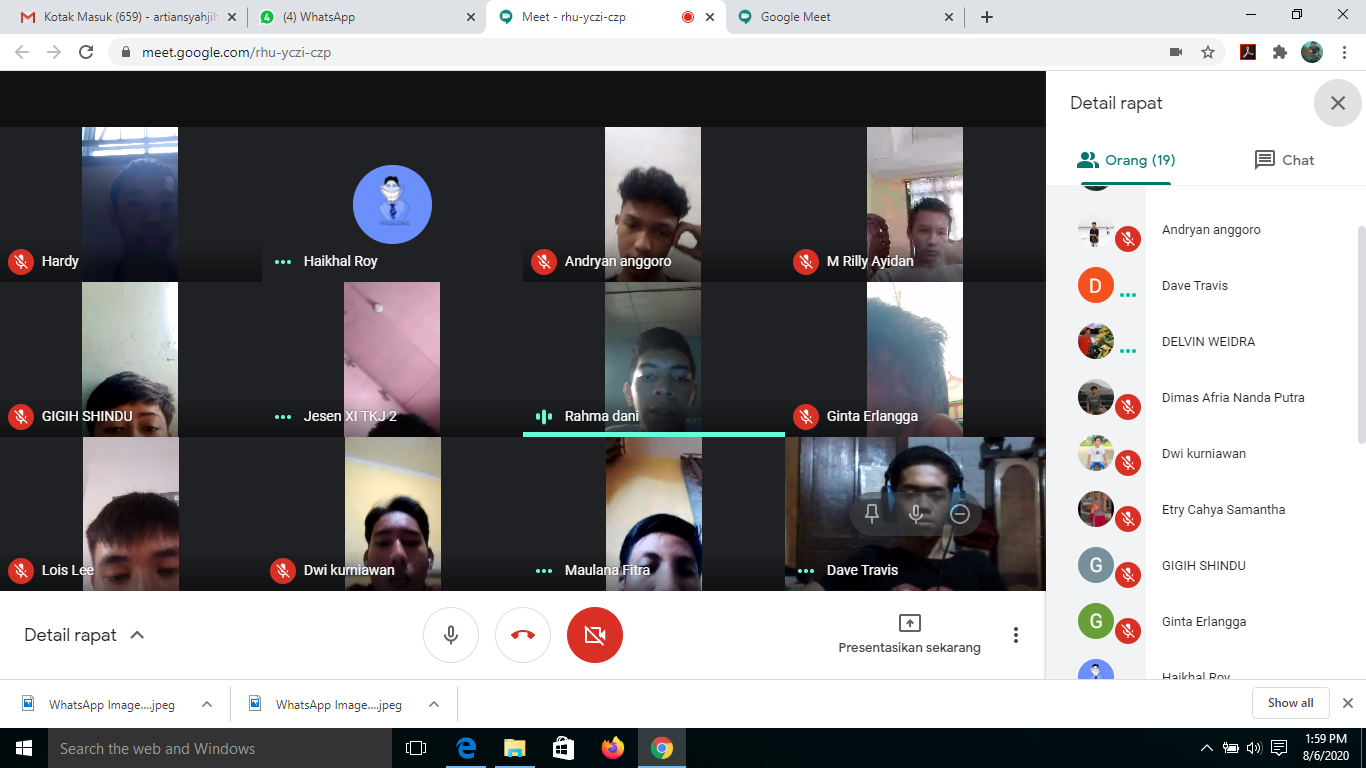 Kotak Masuk (659) - artiansyahjih
(4) WhatsApp
Meet - rhu-yczi-czp
Google Meet
meet.google.com/rhu-yczi-czp
Detail rapat
Orang (19)
Chat
Hardy
Haikhal Roy
Andryan anggoro
M Rilly Ayidan
GIGIH SHINDU
Jesen XI TKJ 2
Rahma dani
Ginta Erlangga
Lois Lee
Dwi kurniawan
Maulana Fitra
Dave Travis
Andryan anggoro
D
Dave Travis
DELVIN WEIDRA
Dimas Afria Nanda Putra
Dwi kurniawan
Etry Cahya Samantha
G
GIGIH SHINDU
G
Ginta Erlangga
Haikhal Roy
Detail rapat
Presentasikan sekarang
WhatsApp Image....jpeg
WhatsApp Image....jpeg
Show all
Search the web and Windows
1:59 PM
8/6/2020